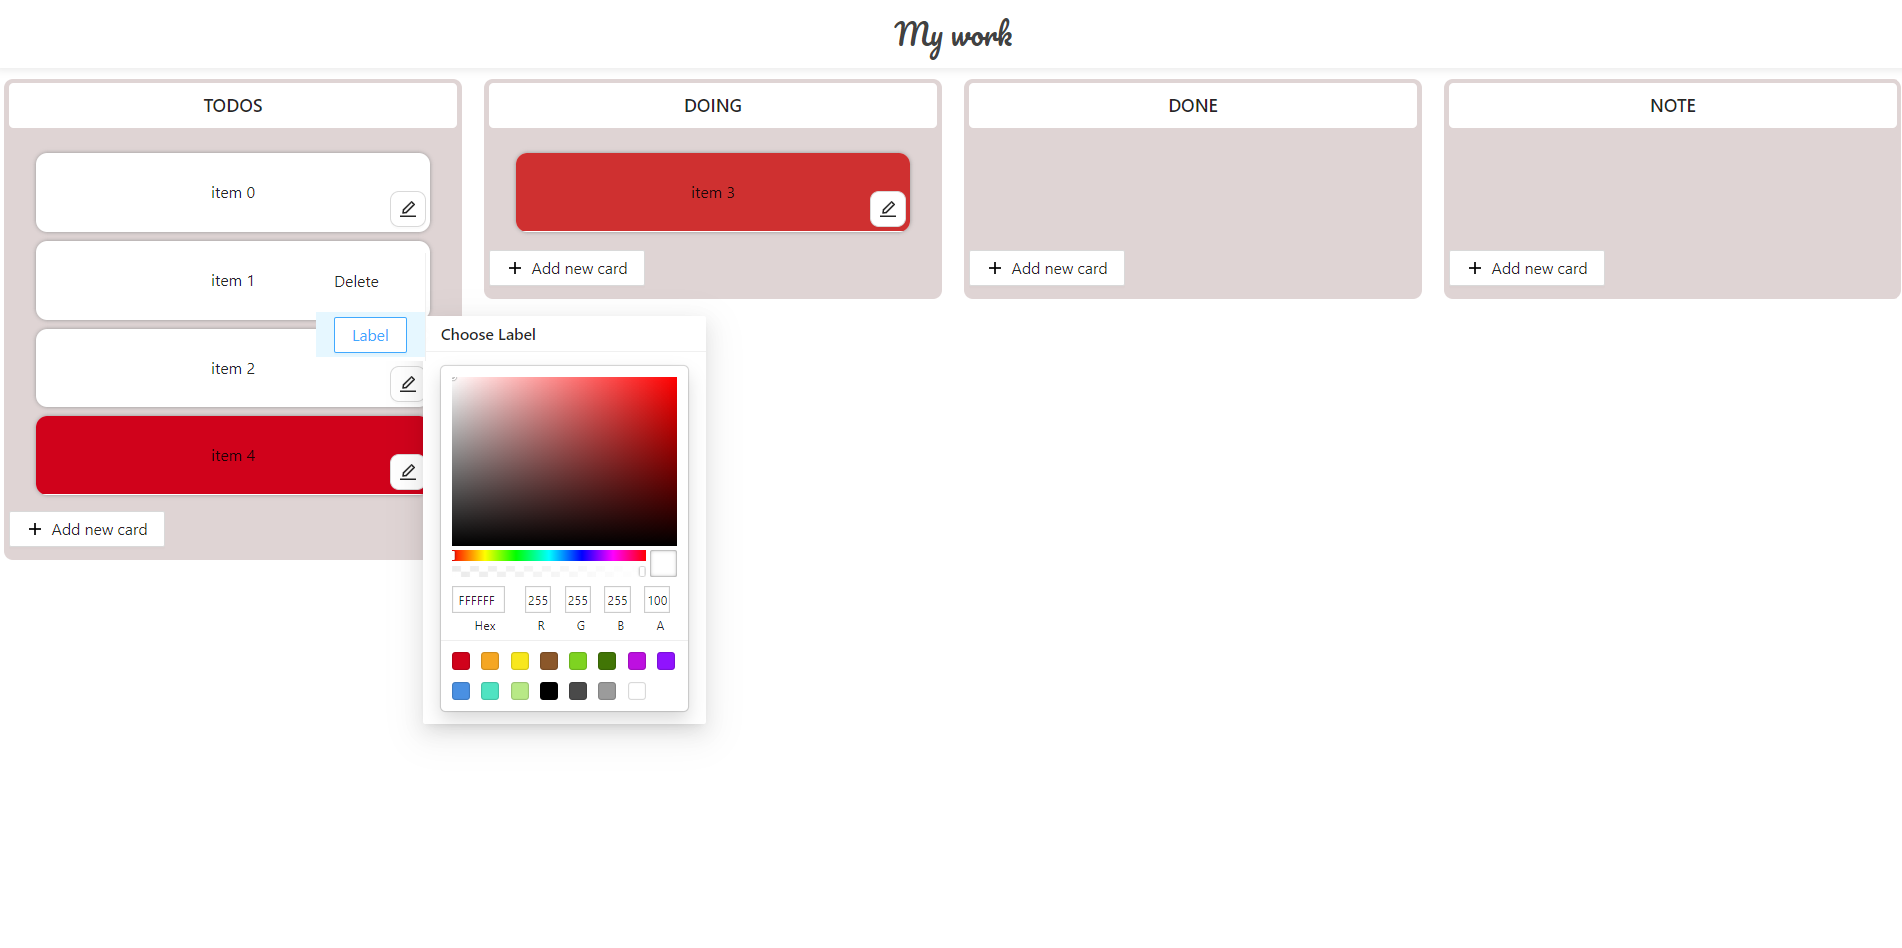 My work
TODOS
item 0
item 1
Delete
Label
item 2
item 4
Add new card
DOING
item 3
Add new card
DONE
Add new card
NOTE
Add new card
Choose Label
FFFFFF 255 255 255 100
Hex R G B A